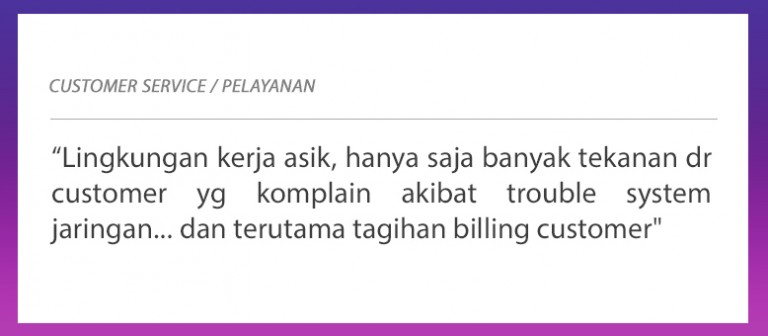 CUSTOMER SERVICE / PELAYANAN
“Lingkungan kerja asik, hanya saja banyak tekanan dr
customer yg komplain akibat trouble system
jaringan... dan terutama tagihan billing customer"